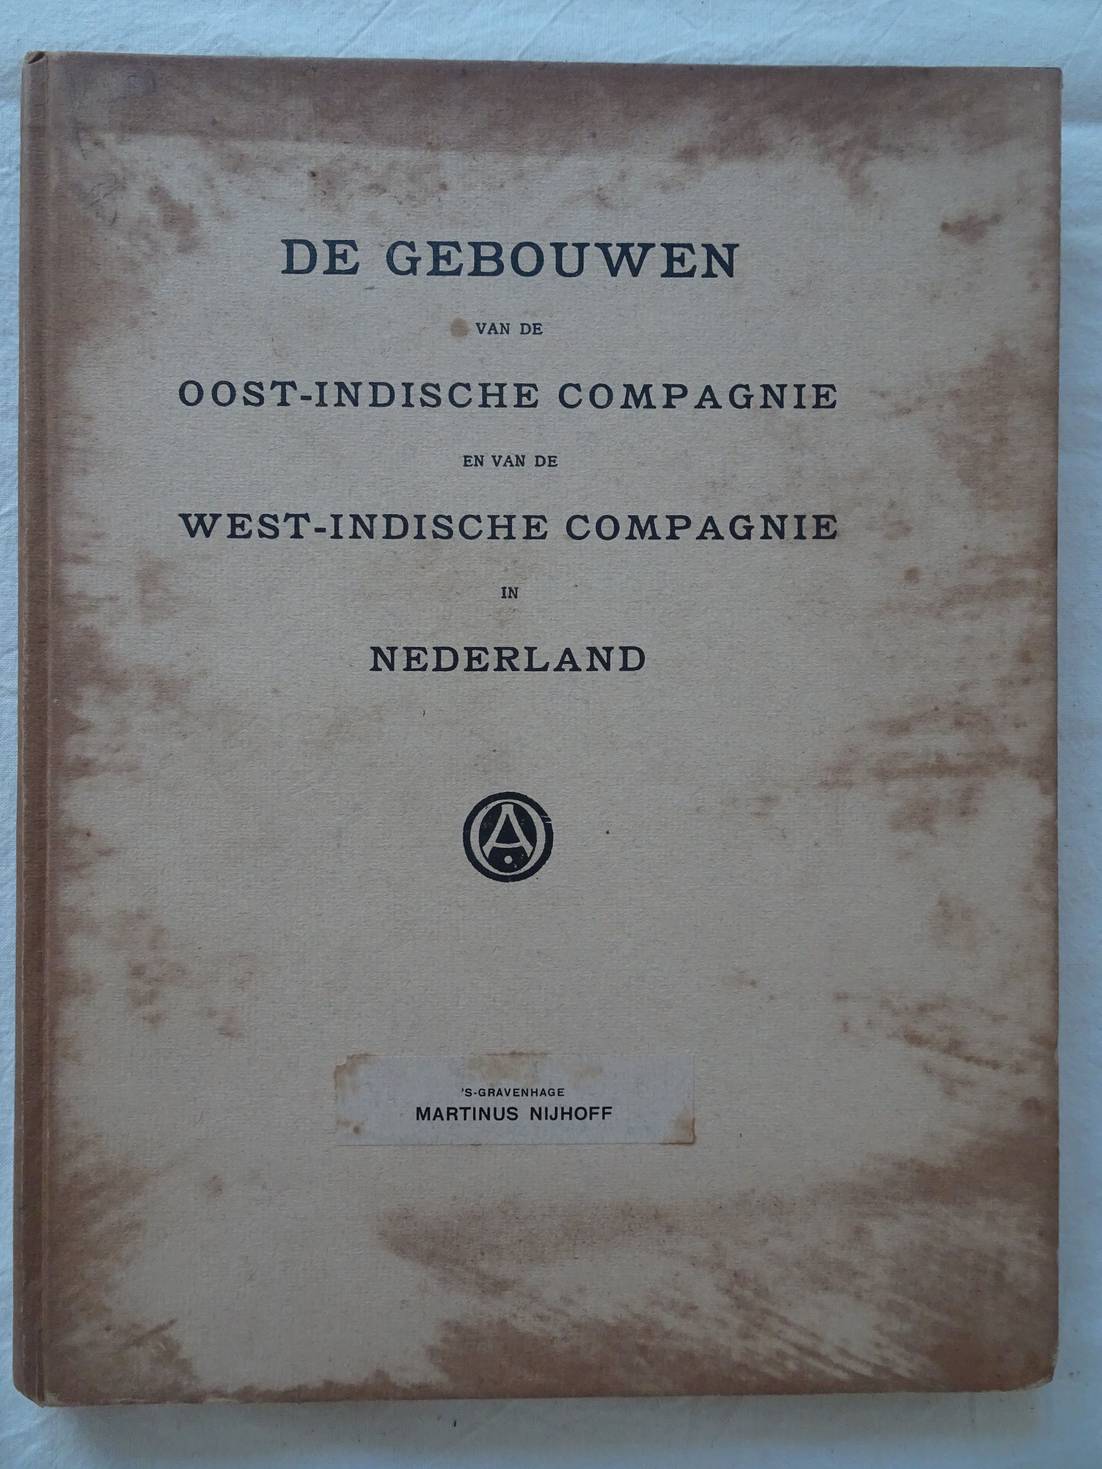 DE GEBOUWEN
VAN DE
OOST-INDISCHE COMPAGNIE
EN VAN DE
WEST-INDISCHE COMPAGNIE
IN
NEDERLAND
A
'S-GRAVENHAGE
MARTINUS NIJHOFF